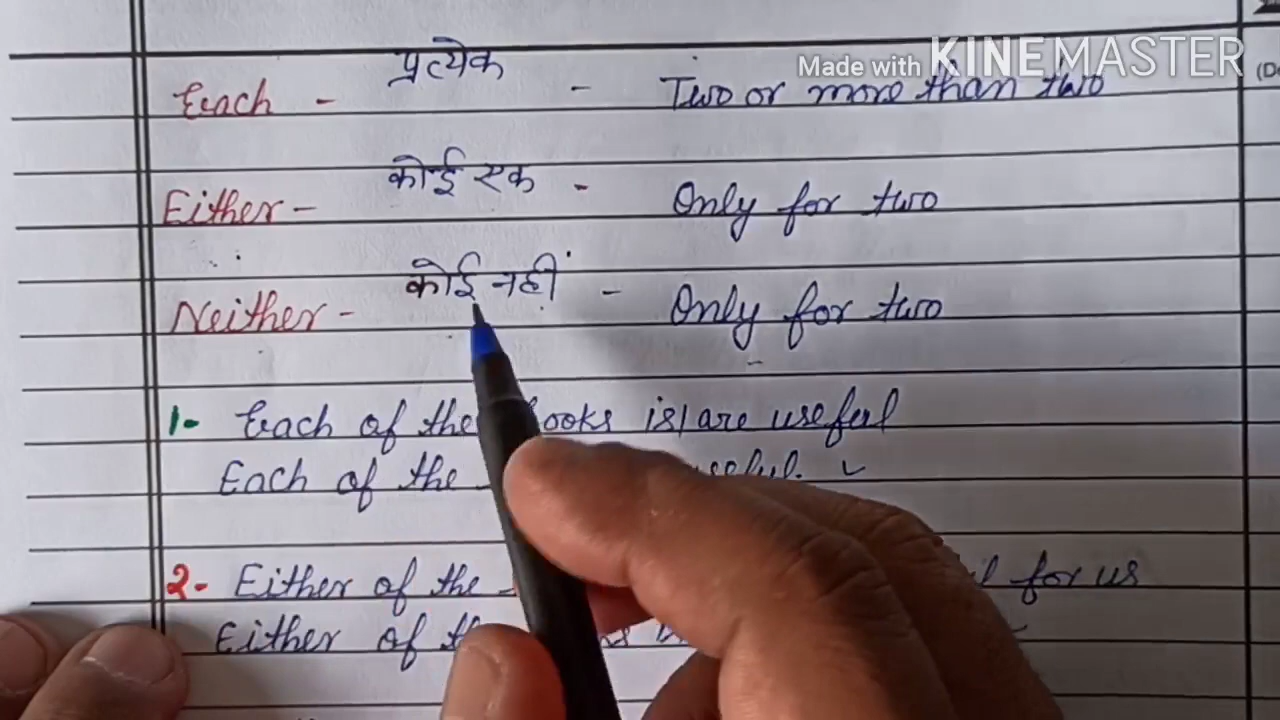 Made with KINEMASTER
Each - प्रत्येक - Two or more than two
Either - कोई एक - Only for two
Neither - कोई नहीं - Only for two
1- Each of the books is/are useful
Each of the useful. ✓
2- Either of the for us
Either of